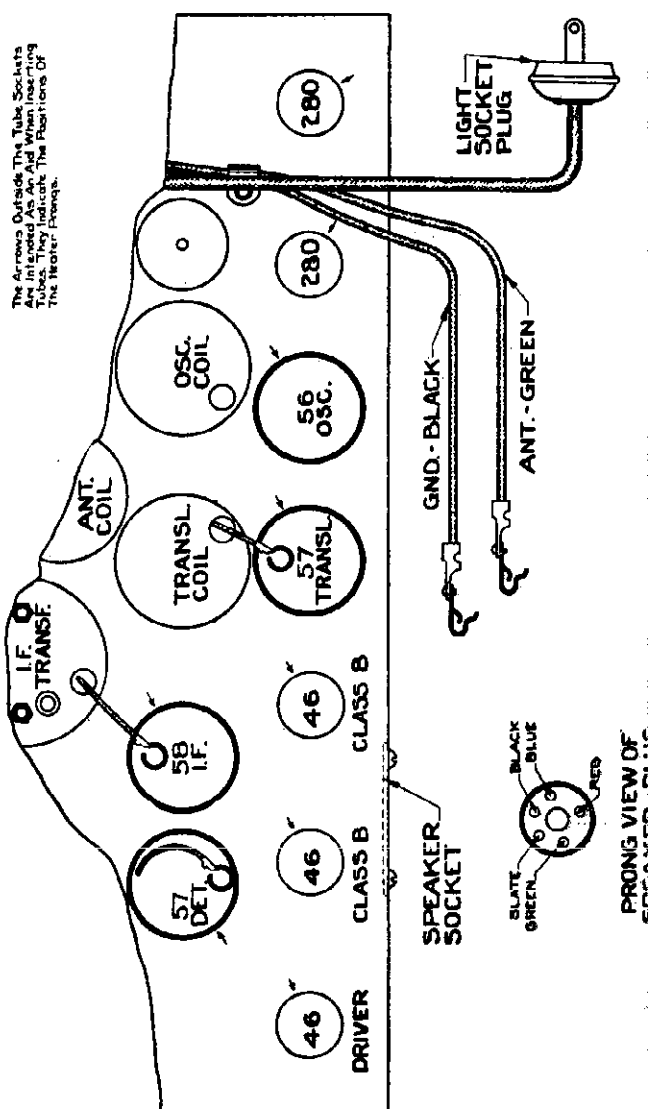 The Arrows Outside The Tube Sockets
Are Intended As An Aid When Inserting
Tubes. They Indicate The Positions Of
The Heater Prongs.
I.F.
TRANSF.
ANT.
COIL
57
DET.
58
I.F.
TRANSL.
COIL
OSC.
COIL
46
DRIVER
46
CLASS B
46
CLASS B
57
TRANSL.
56
OSC.
280
280
SPEAKER
SOCKET
GND.-BLACK
ANT.-GREEN
LIGHT
SOCKET
PLUG
SLATE
GREEN
BLACK
BLUE
RED
PRONG VIEW OF
SPEAKER PLUG